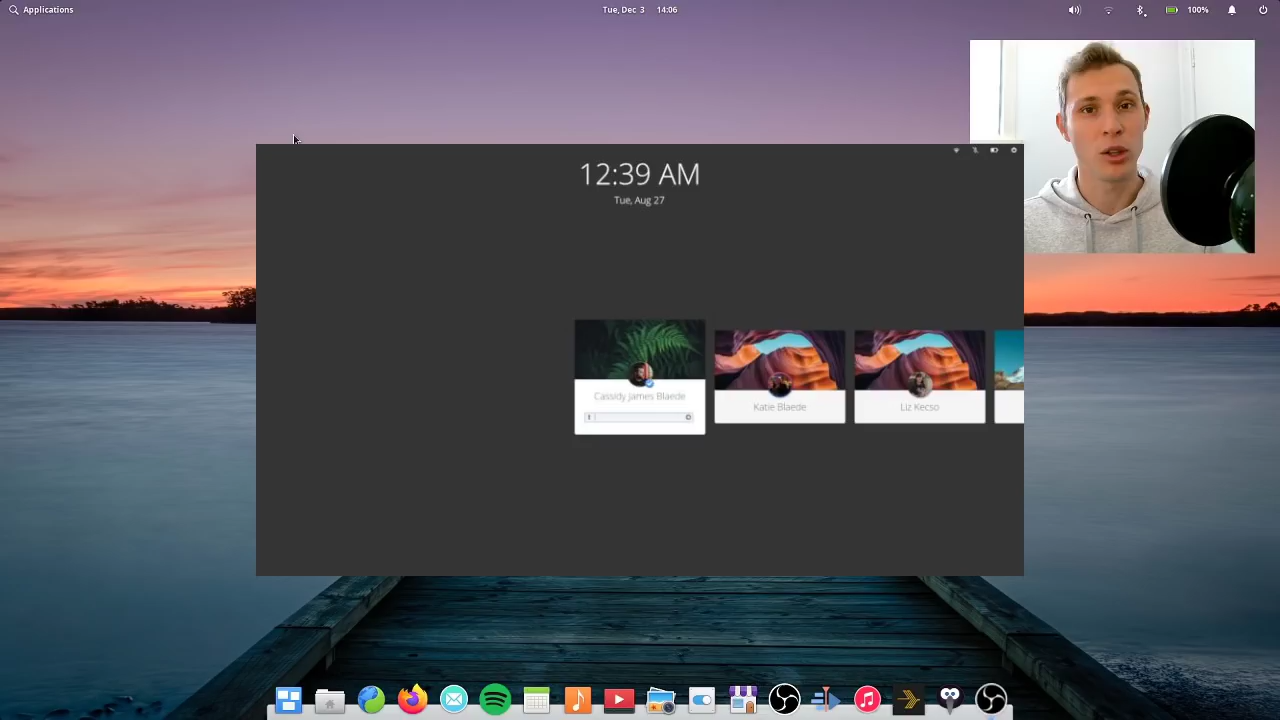 Applications
Tue, Dec 3 14:06
100%
12:39 AM
Tue, Aug 27
Cassidy James Blaede
Katie Blaede
Liz Kecso